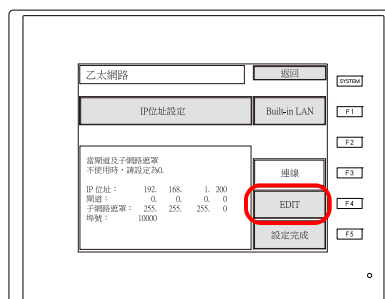 乙太網路
返回
SYSTEM
IP位址設定
Built-in LAN
F1
F2
當閘道及子網路遮罩
不使用時，請設定為0.
連線
F3
IP 位址： 192. 168. 1. 200
閘道： 0. 0. 0. 0
子網路遮罩： 255. 255. 255. 0
埠號： 10000
EDIT
F4
設定完成
F5